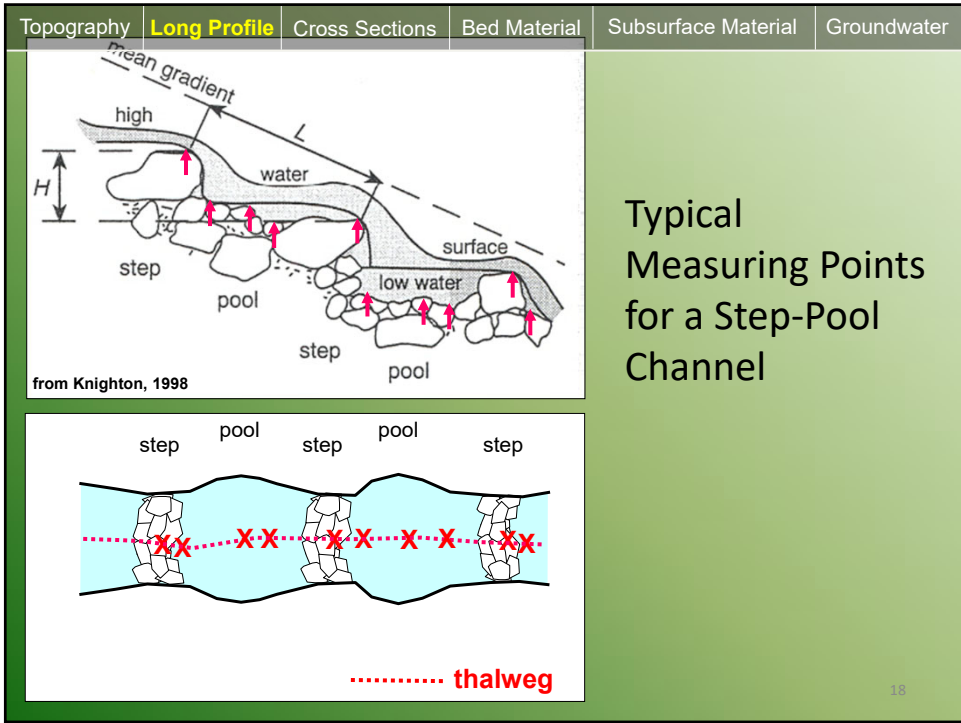 Topography Long Profile Cross Sections Bed Material Subsurface Material Groundwater
mean gradient
high
L
water
H
surface
step
low water
pool
step
pool
from Knighton, 1998
Typical
Measuring Points
for a Step-Pool
Channel
step pool step pool step
X X X X X X X X X X
thalweg
18